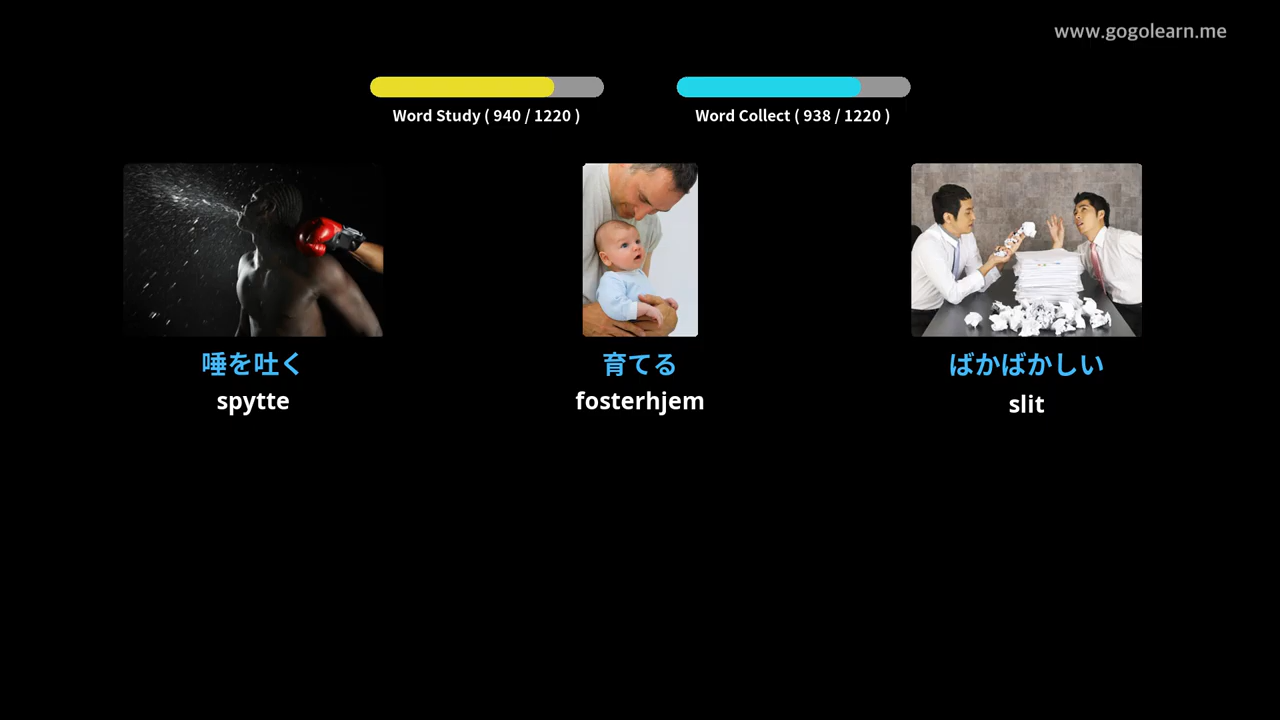 www.gogolearn.me
Word Study ( 940 / 1220 )
Word Collect ( 938 / 1220 )
唾を吐く
spytte
育てる
fosterhjem
ばかばかしい
slit